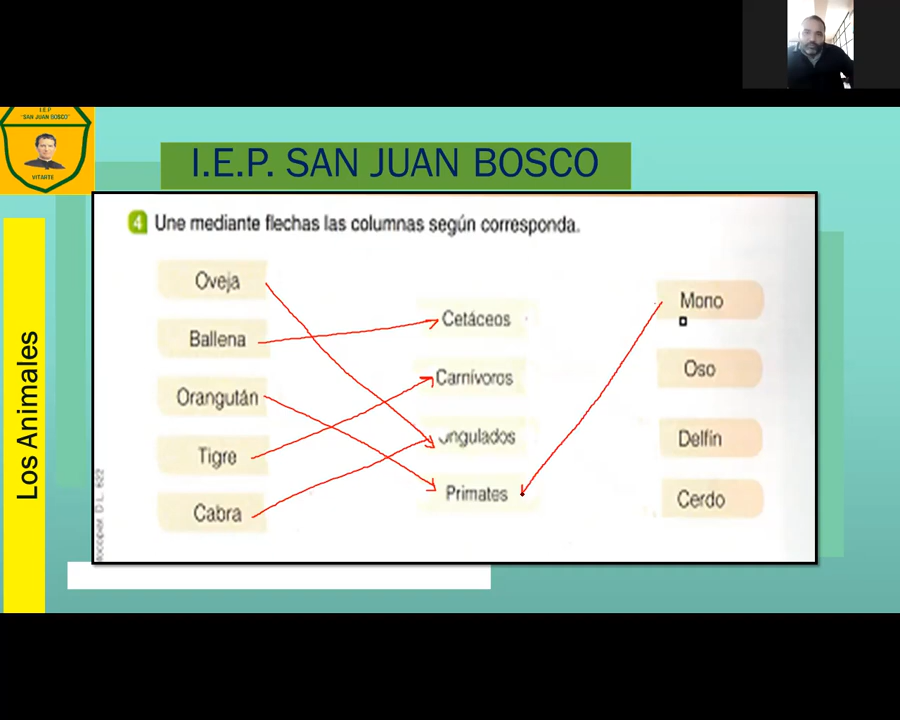 I.E.P
"SAN JUAN BOSCO"
VITARTE
I.E.P. SAN JUAN BOSCO
Los Animales
4 Une mediante flechas las columnas según corresponda.
Oveja
Ballena
Orangután
Tigre
Cabra
Cetáceos
Carnívoros
ungulados
Primates
Mono
Oso
Delfín
Cerdo
D.L. 622